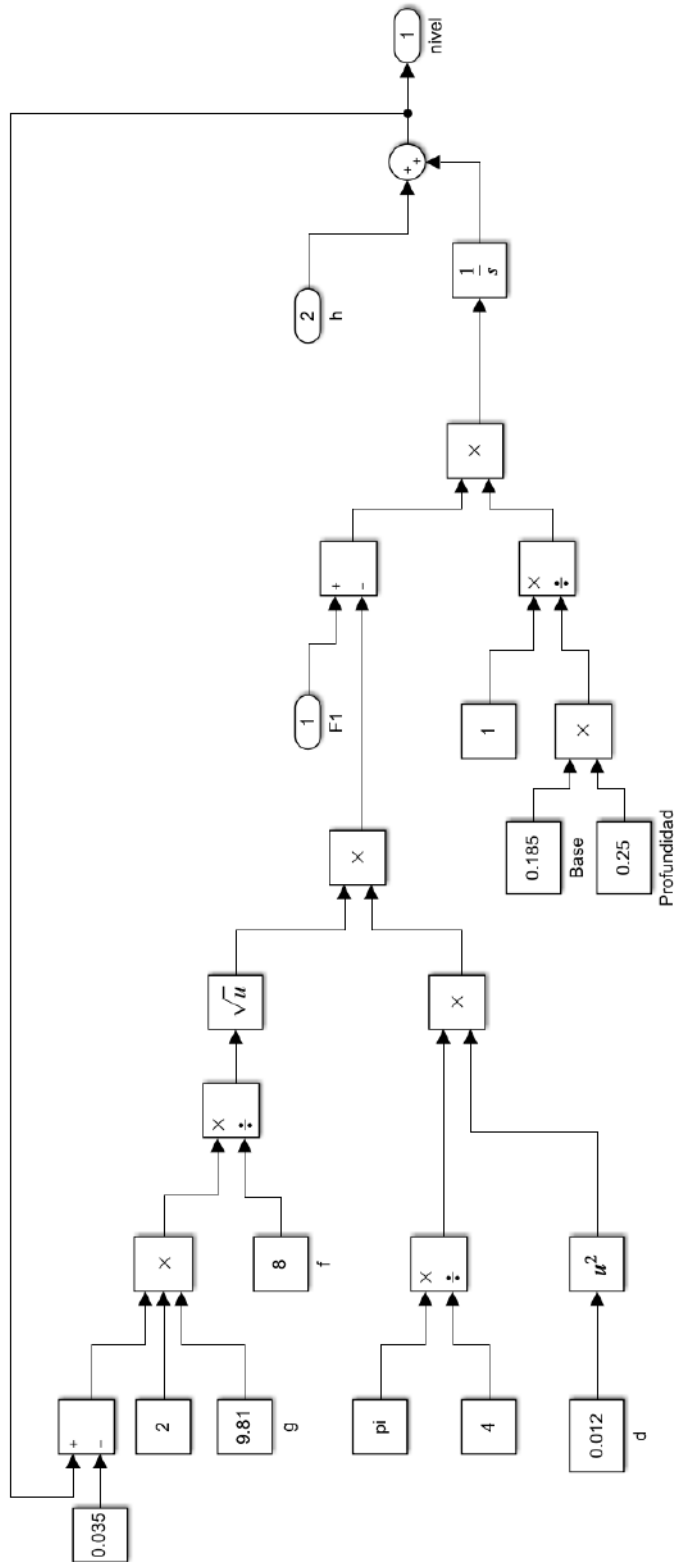 0.035
+
−
2
9.81
g
×
8
f
×
÷
√u
pi
4
×
÷
0.012
d
u²
×
×
1
F1
+
−
0.185
Base
0.25
Profundidad
×
1
×
÷
×
1
s
2
h
+
+
1
nivel